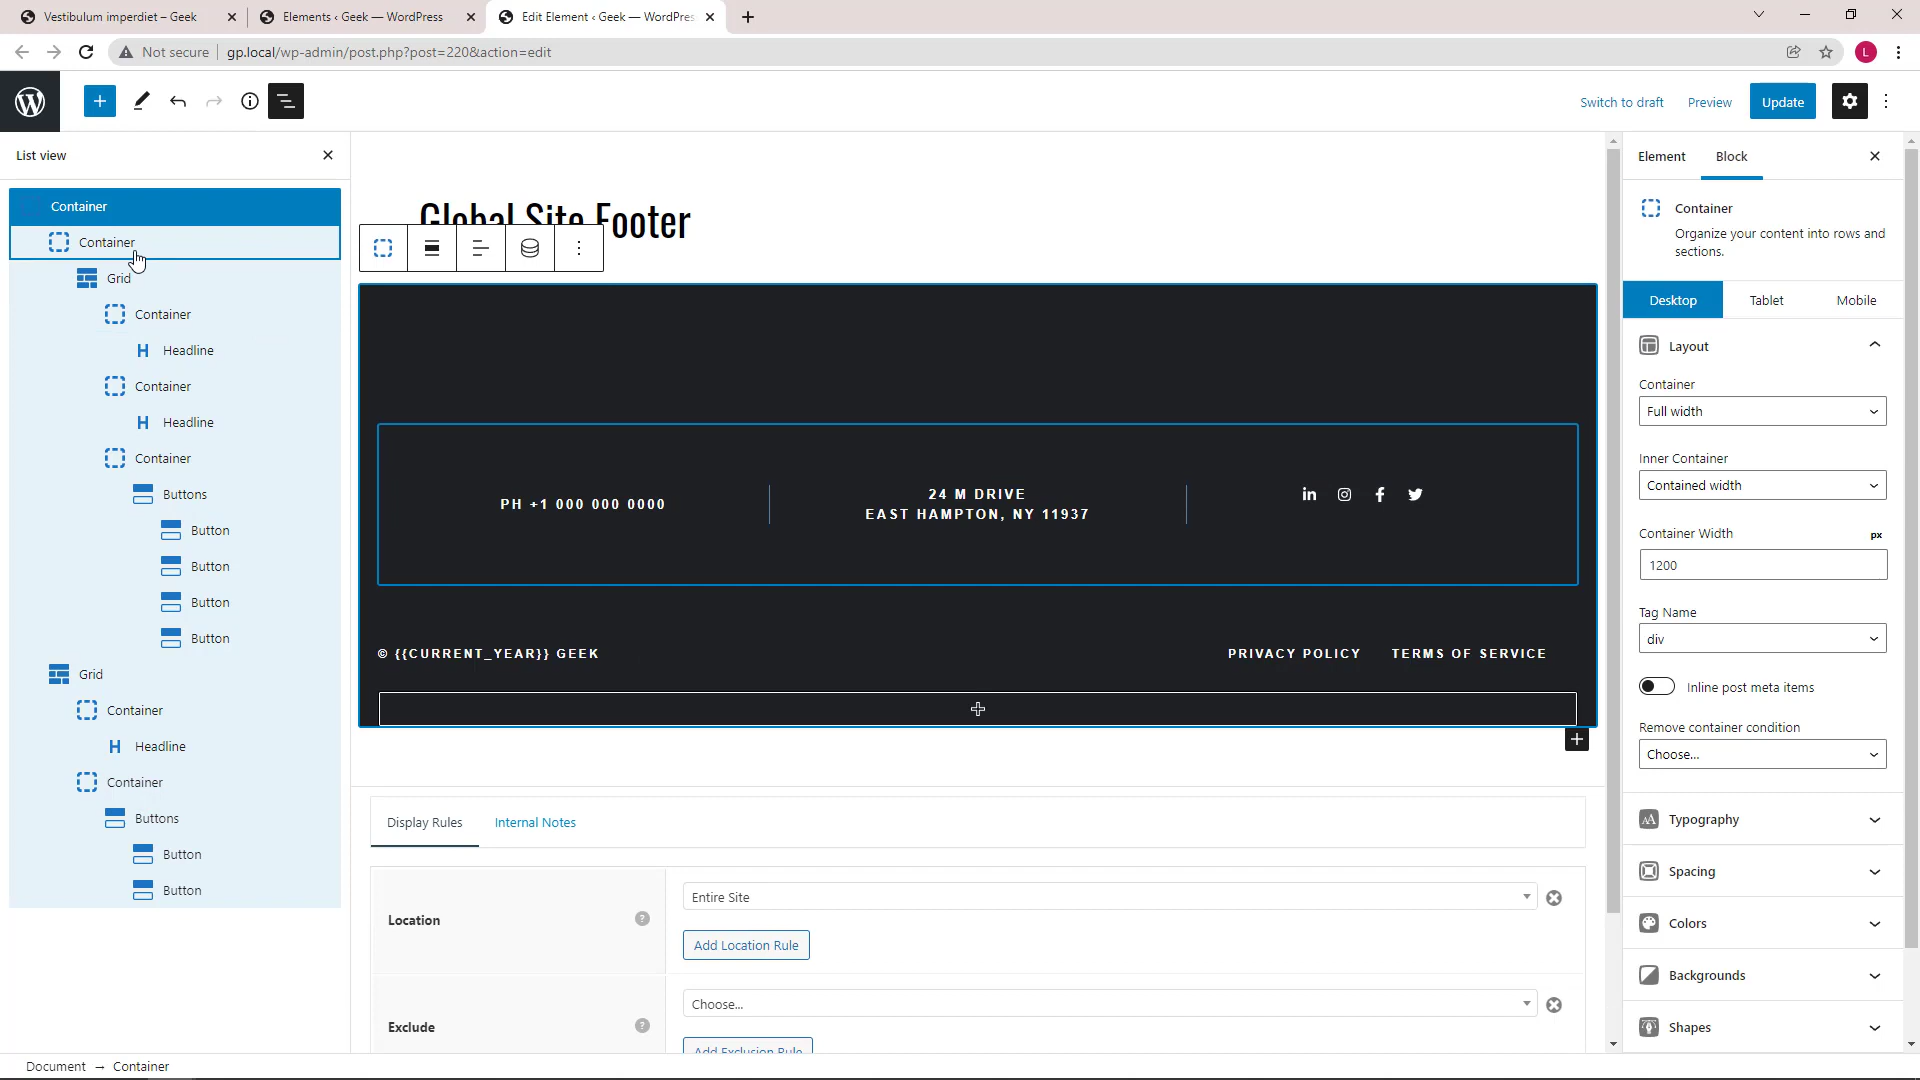 Vestibulum imperdiet – Geek
Elements ‹ Geek — WordPress
Edit Element ‹ Geek — WordPres
Not secure
gp.local/wp-admin/post.php?post=220&action=edit
L
Switch to draft
Preview
Update
List view
Container
Container
Grid
Container
Headline
Container
Headline
Container
Buttons
Button
Button
Button
Button
Grid
Container
Headline
Container
Buttons
Button
Button
Global Site Footer
PH +1 000 000 0000
24 M DRIVE
EAST HAMPTON, NY 11937
© {{CURRENT_YEAR}} GEEK
PRIVACY POLICY
TERMS OF SERVICE
Display Rules
Internal Notes
Location
Entire Site
Add Location Rule
Exclude
Choose...
Add Exclusion Rule
Element
Block
Container
Organize your content into rows and
sections.
Desktop
Tablet
Mobile
Layout
Container
Full width
Inner Container
Contained width
Container Width
px
1200
Tag Name
div
Inline post meta items
Remove container condition
Choose...
Typography
Spacing
Colors
Backgrounds
Shapes
Document → Container